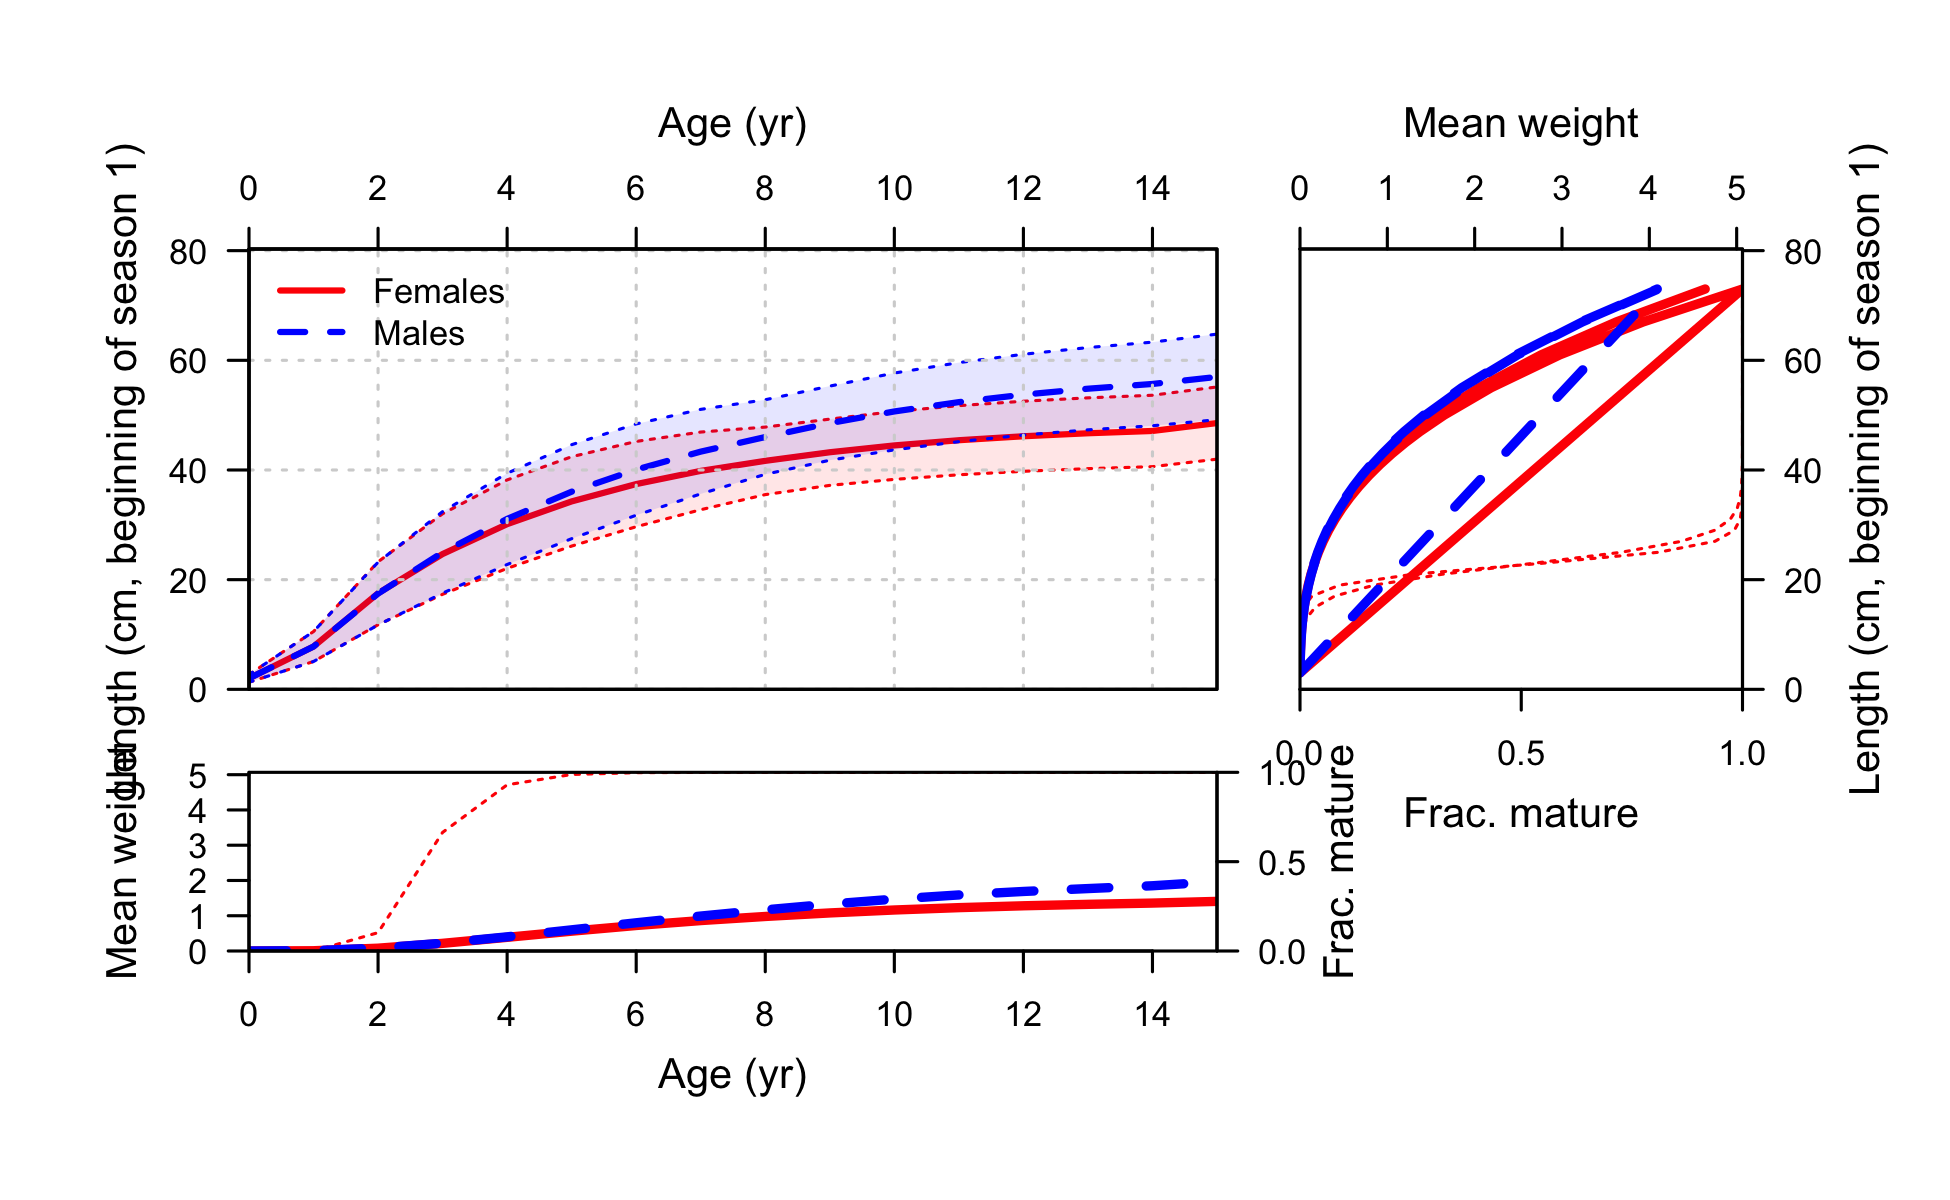 Age (yr)
0 2 4 6 8 10 12 14
Length (cm, beginning of season 1)
80
60
40
20
0
Females
Males
Mean weight
0 1 2 3 4 5
80
60
40
20
0
Length (cm, beginning of season 1)
0.0 0.5 1.0
Frac. mature
Mean weight
5
4
3
2
1
0
1.0
0.5
0.0
Frac. mature
0 2 4 6 8 10 12 14
Age (yr)